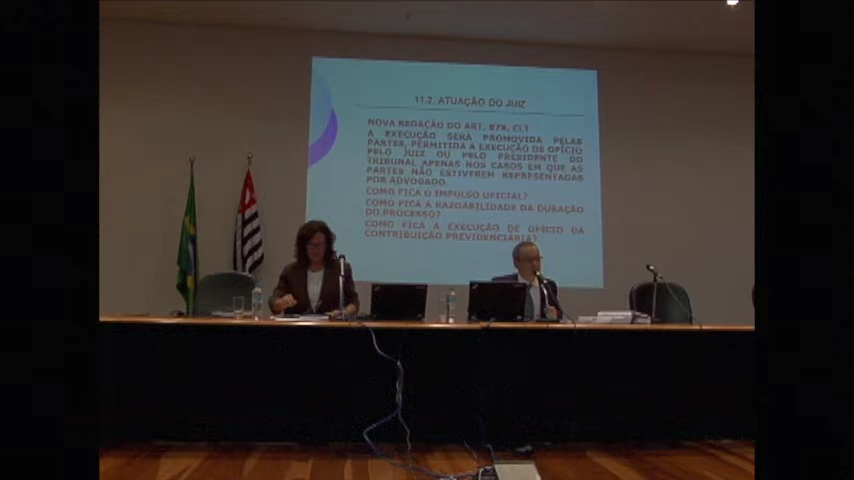 11.2. ATUAÇÃO DO JUIZ
NOVA REDAÇÃO DO ART. 878, CLT
A EXECUÇÃO SERÁ PROMOVIDA PELAS
PARTES, PERMITIDA A EXECUÇÃO DE OFÍCIO
PELO JUIZ OU PELO PRESIDENTE DO
TRIBUNAL APENAS NOS CASOS EM QUE AS
PARTES NÃO ESTIVEREM REPRESENTADAS
POR ADVOGADO.
COMO FICA O IMPULSO OFICIAL?
COMO FICA A RAZOABILIDADE DA DURAÇÃO
DO PROCESSO?
COMO FICA A EXECUÇÃO DE OFÍCIO DA
CONTRIBUIÇÃO PREVIDENCIÁRIA?